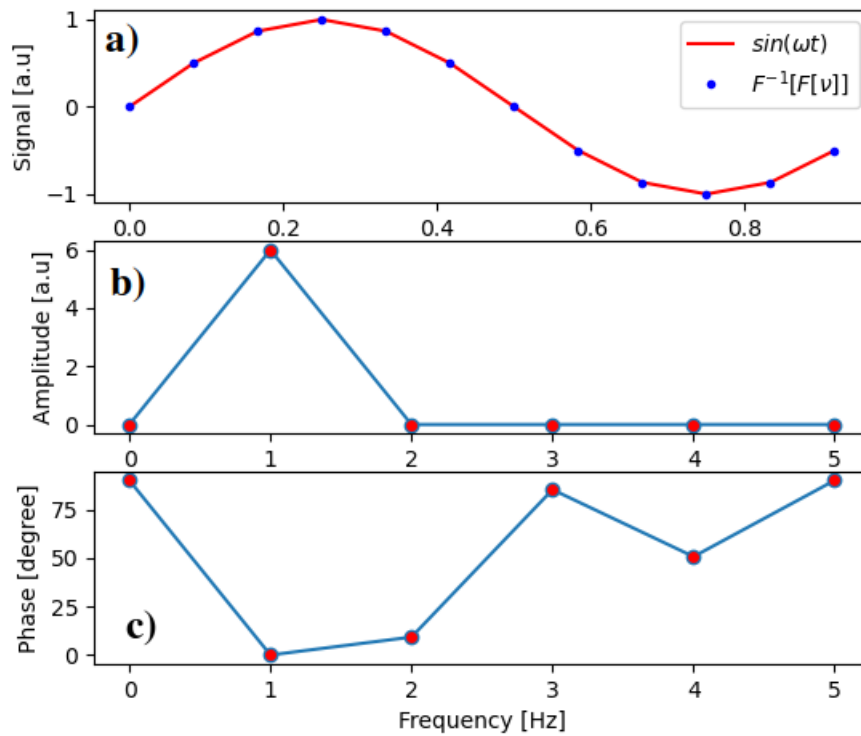 a)
Signal [a.u]
1
0
−1
sin(ωt)
F⁻¹[F[ν]]
0.0 0.2 0.4 0.6 0.8
b)
Amplitude [a.u]
6
4
2
0
0 1 2 3 4 5
c)
Phase [degree]
75
50
25
0
0 1 2 3 4 5
Frequency [Hz]